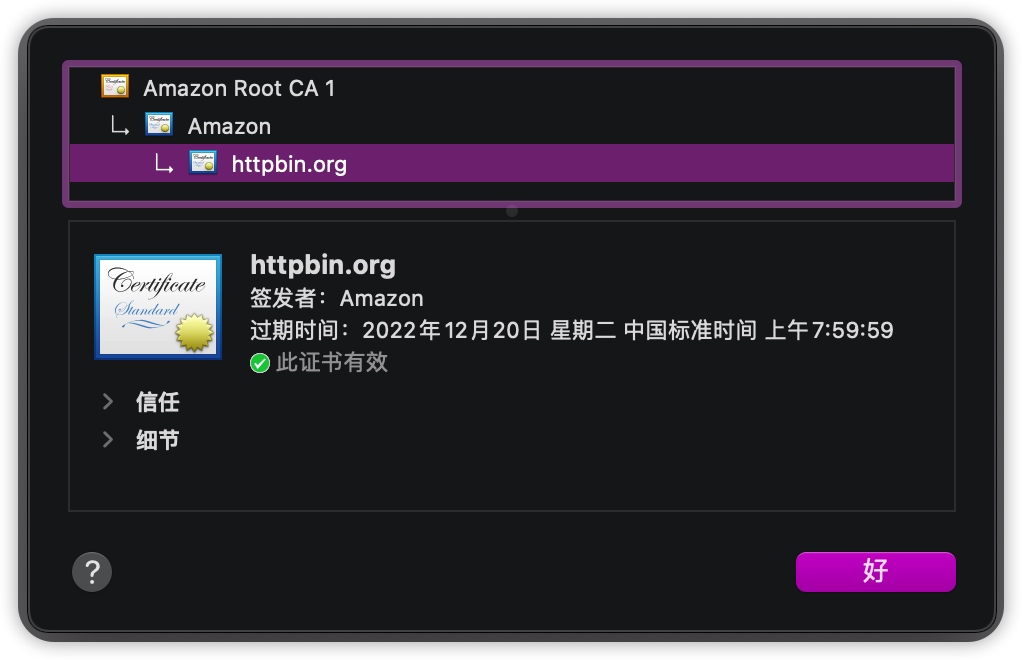 Amazon Root CA 1
Amazon
httpbin.org
Certificate
Standard
httpbin.org
签发者：Amazon
过期时间：2022年12月20日 星期二 中国标准时间 上午7:59:59
此证书有效
信任
细节
?
好